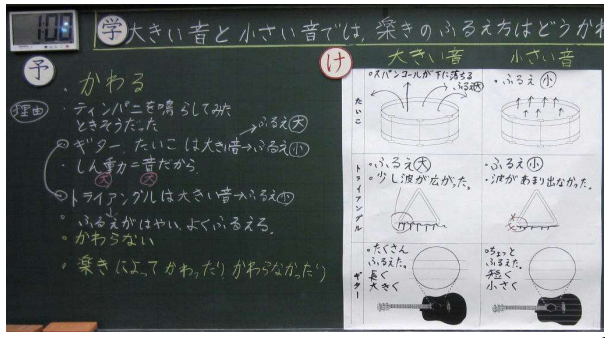 学 大きい音と小さい音では,楽きのふるえ方はどうかわ
予
・かわる
理由
・ティンパニを鳴らしてみた
ときそうだった
ギター、たいこは大きい音→ふるえ大
小
・しん重力=音だから
大 大
トライアングルは大きい音→ふるえ小
ふるえがはやい,よくふるえる。
・かわらない
・楽きによってかわったりかわらなかったり
け
大きい音 小さい音
たいこ
・スパンコールが下に落ちる
・ふるえ大
・ふるえ小
トライアングル
・ふるえ大
・少し波が広がった。
・ふるえ小
・波があまり出なかった。
ギター
・たくさん
ふるえた。
長く
大きく
・ちょっと
ふるえた。
短く
小さく